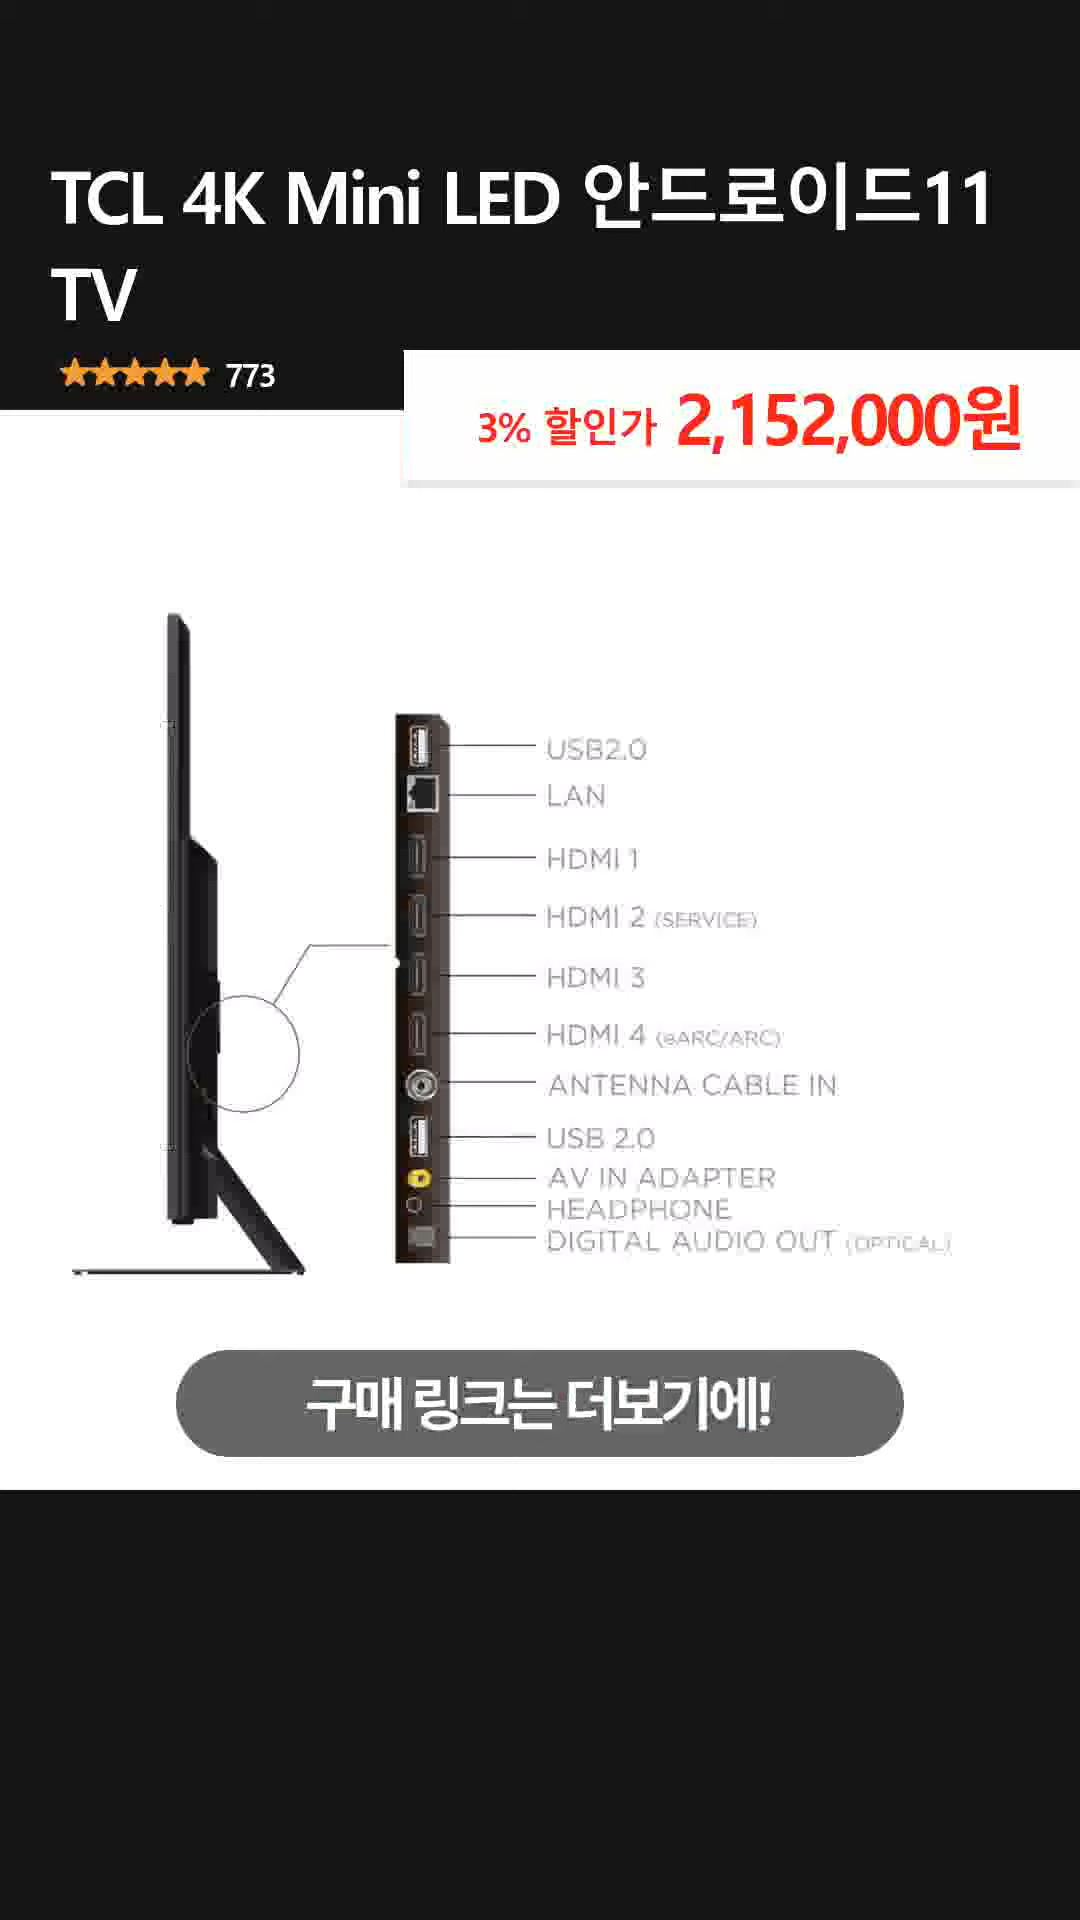 TCL 4K Mini LED 안드로이드11
TV
773
3% 할인가 2,152,000원
USB2.0
LAN
HDMI 1
HDMI 2 (SERVICE)
HDMI 3
HDMI 4 (eARC/ARC)
ANTENNA CABLE IN
USB 2.0
AV IN ADAPTER
HEADPHONE
DIGITAL AUDIO OUT (OPTICAL)
구매 링크는 더보기에!